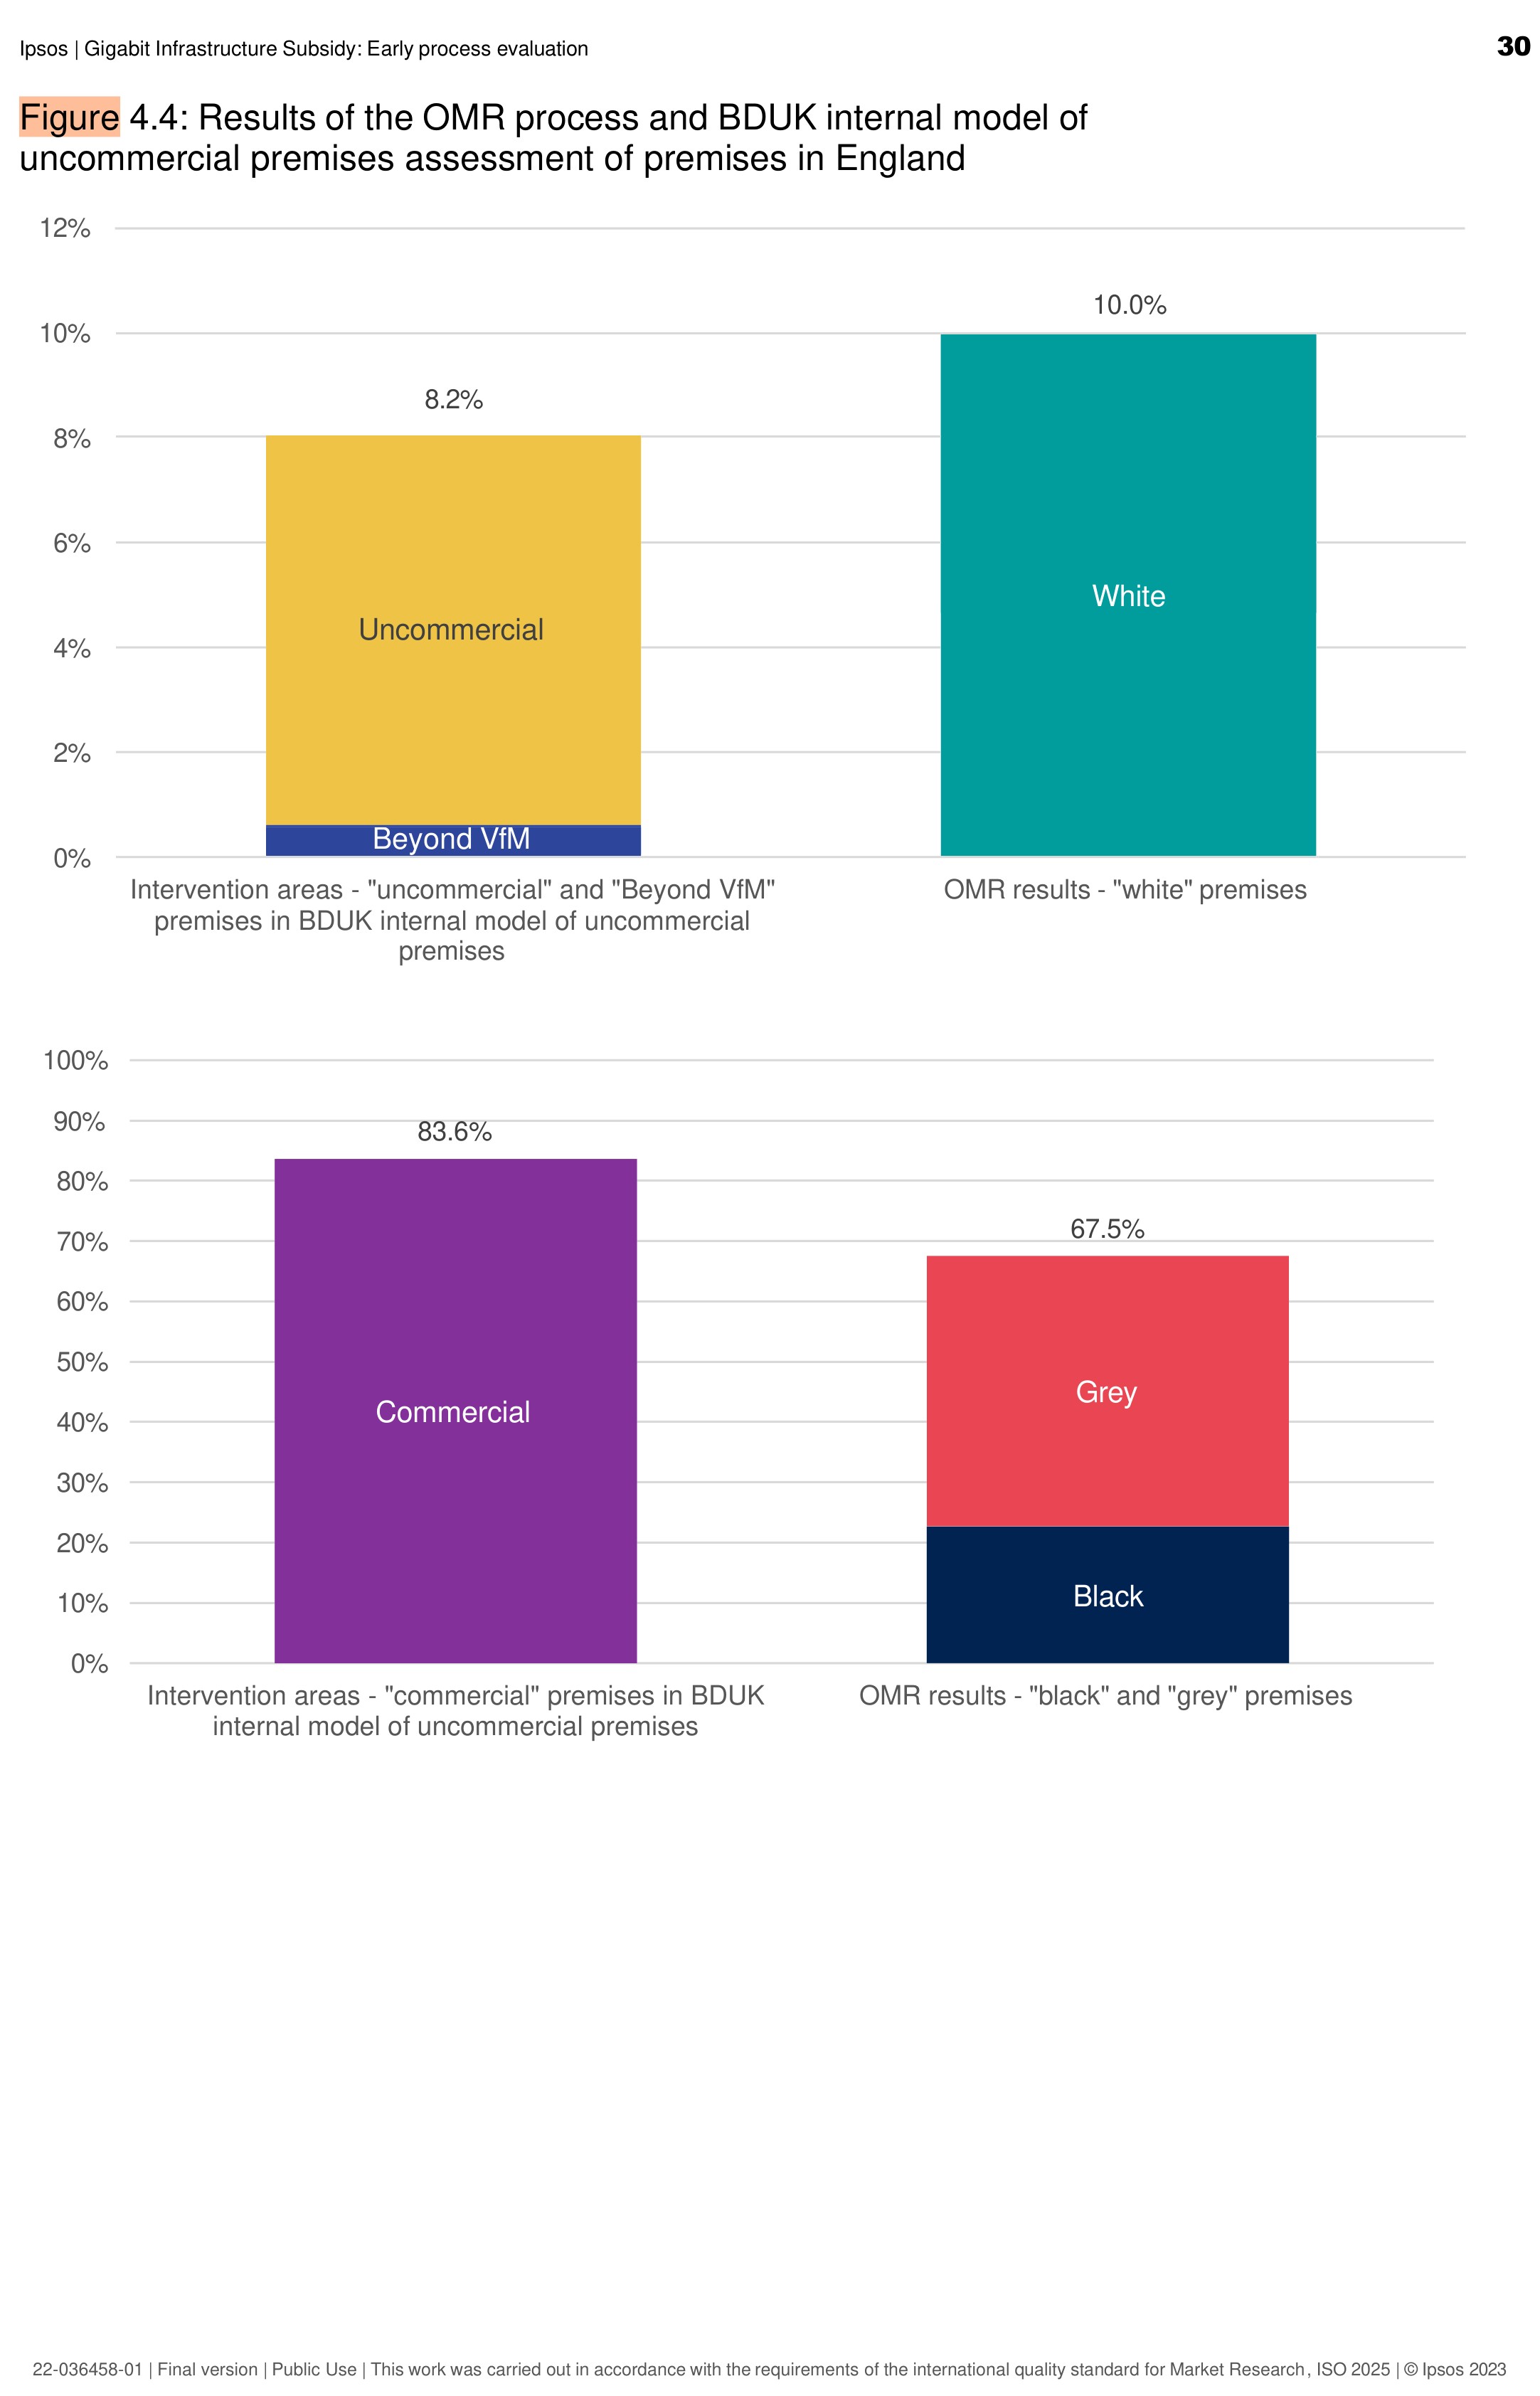 Ipsos | Gigabit Infrastructure Subsidy: Early process evaluation
30
Figure 4.4: Results of the OMR process and BDUK internal model of
uncommercial premises assessment of premises in England
12%
10%
8%
6%
4%
2%
0%
8.2%
10.0%
Uncommercial
White
Beyond VfM
Intervention areas - "uncommercial" and "Beyond VfM"
premises in BDUK internal model of uncommercial
premises
OMR results - "white" premises
100%
90%
80%
70%
60%
50%
40%
30%
20%
10%
0%
83.6%
67.5%
Commercial
Grey
Black
Intervention areas - "commercial" premises in BDUK
internal model of uncommercial premises
OMR results - "black" and "grey" premises
22-036458-01 | Final version | Public Use | This work was carried out in accordance with the requirements of the international quality standard for Market Research, ISO 2025 | © Ipsos 2023